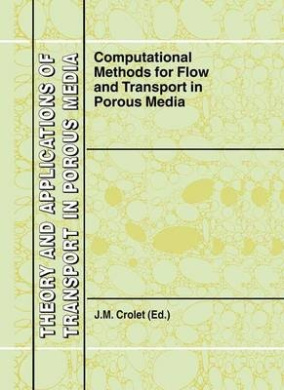 Computational
Methods for Flow
and Transport in
Porous Media
J.M. Crolet (Ed.)
THEORY AND APPLICATIONS OF
TRANSPORT IN POROUS MEDIA